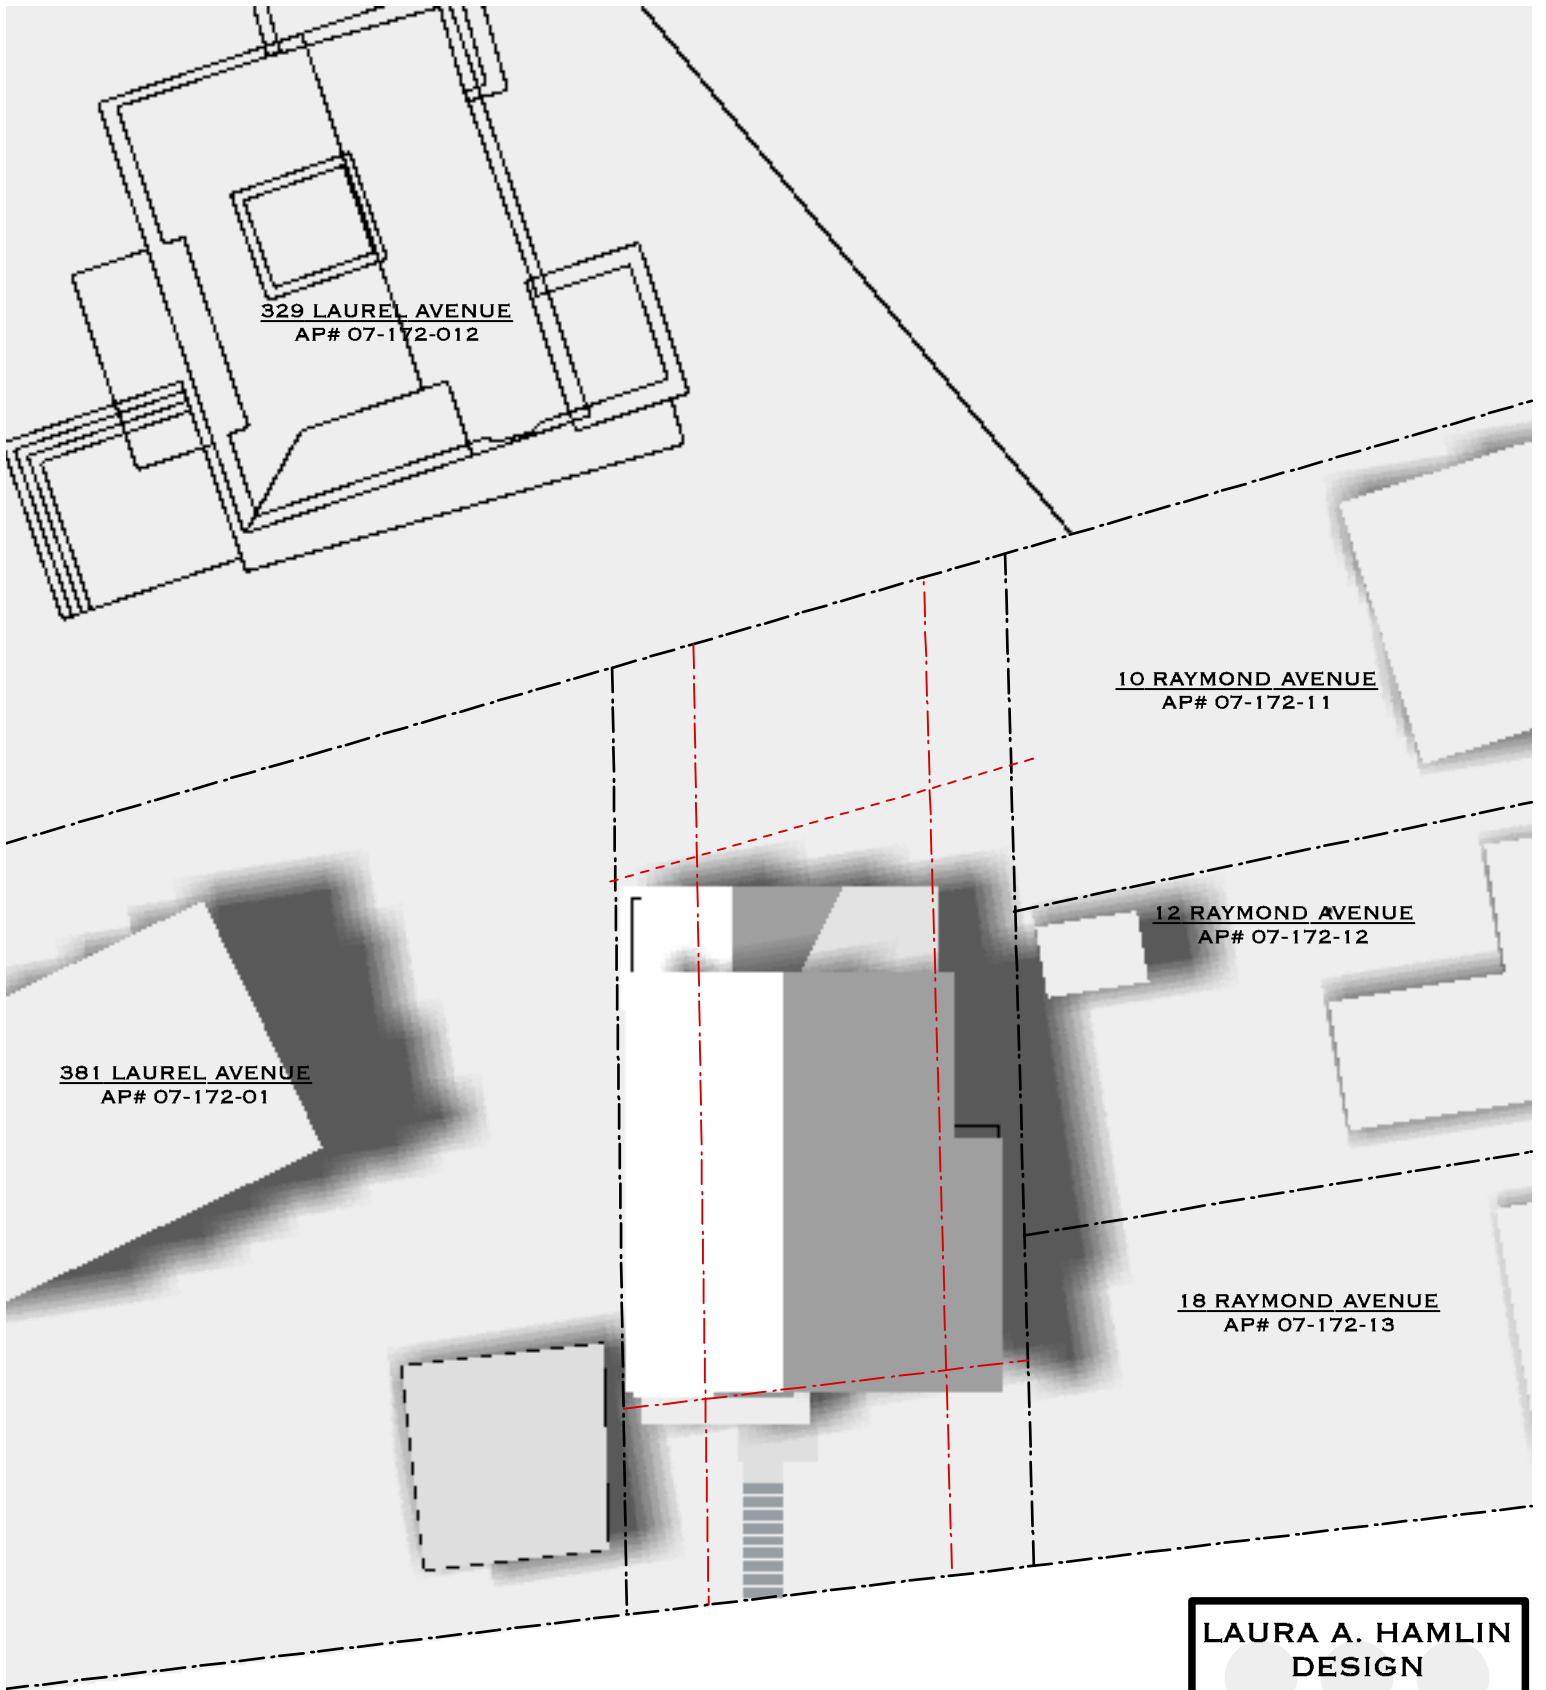 329 LAUREL AVENUE
AP# 07-172-012
10 RAYMOND AVENUE
AP# 07-172-11
12 RAYMOND AVENUE
AP# 07-172-12
381 LAUREL AVENUE
AP# 07-172-01
18 RAYMOND AVENUE
AP# 07-172-13
LAURA A. HAMLIN
DESIGN